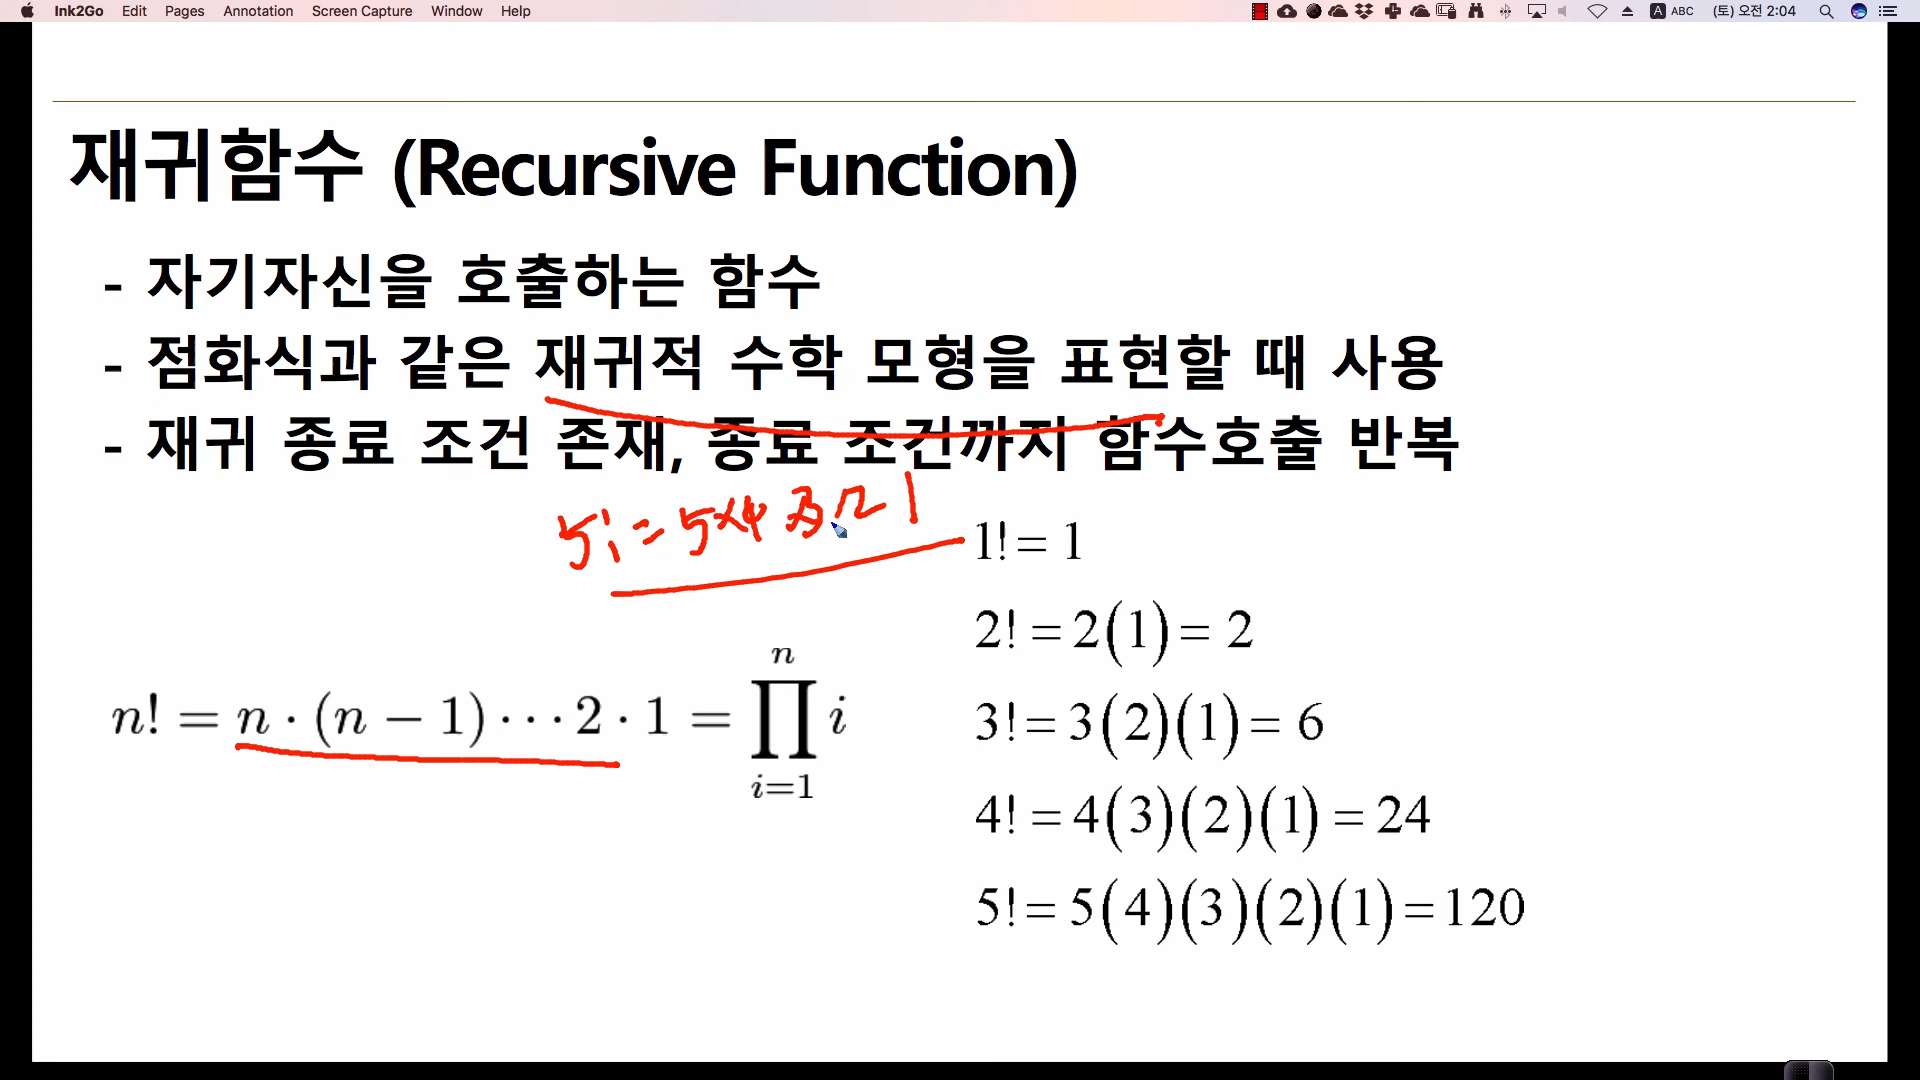 Ink2Go Edit Pages Annotation Screen Capture Window Help A ABC (토) 오전 2:04
재귀함수 (Recursive Function)
- 자기자신을 호출하는 함수
- 점화식과 같은 재귀적 수학 모형을 표현할 때 사용
- 재귀 종료 조건 존재, 종료 조건까지 함수호출 반복
5! = 5x4 3 2 1
1! = 1
2! = 2(1) = 2
n! = n · (n − 1) · · · 2 · 1 = ∏ⁿᵢ₌₁ i
3! = 3(2)(1) = 6
4! = 4(3)(2)(1) = 24
5! = 5(4)(3)(2)(1) = 120